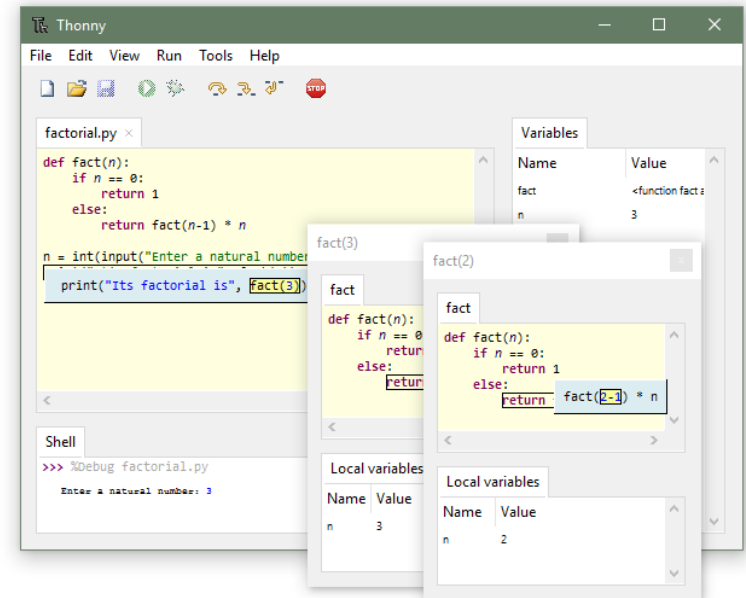 Thonny
File Edit View Run Tools Help
STOP
factorial.py ×
def fact(n):
if n == 0:
return 1
else:
return fact(n-1) * n
n = int(input("Enter a natural number
print("Its factorial is", fact(3))
Shell
>>> %Debug factorial.py
Enter a natural number: 3
Variables
Name Value
fact <function fact a
n 3
fact(3)
fact
def fact(n):
if n == 0
retur
else:
retur
Local variables
Name Value
n 3
fact(2)
fact
def fact(n):
if n == 0:
return 1
else:
return fact(2-1) * n
Local variables
Name Value
n 2